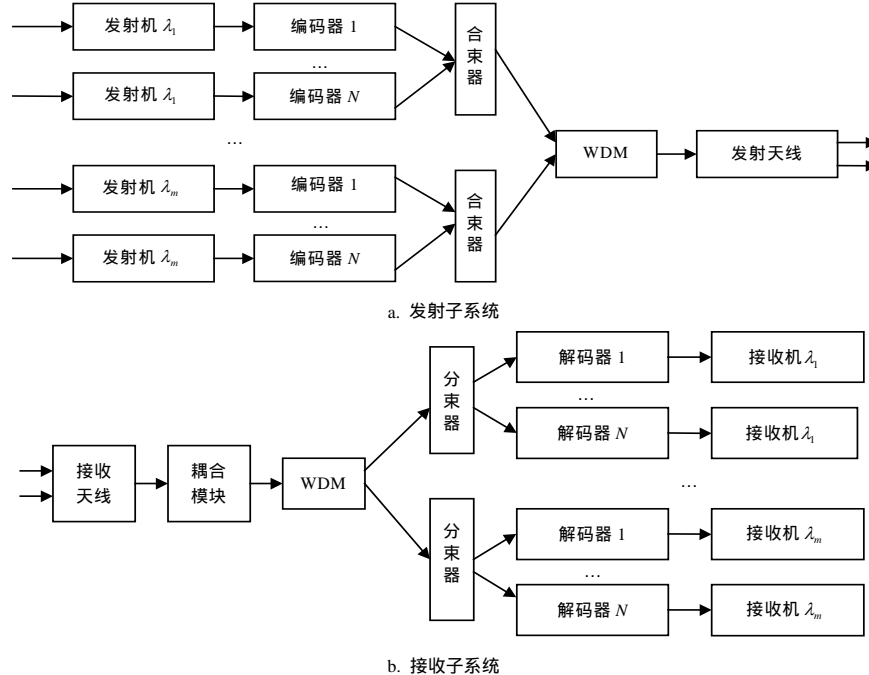 发射机 λ₁
编码器 1
合束器
...
发射机 λ₁
编码器 N
...
WDM
发射天线
发射机 λₘ
编码器 1
合束器
...
发射机 λₘ
编码器 N
a. 发射子系统
分束器
解码器 1
接收机 λ₁
...
解码器 N
接收机 λ₁
接收
天线
耦合
模块
WDM
...
分束器
解码器 1
接收机 λₘ
...
解码器 N
接收机 λₘ
b. 接收子系统